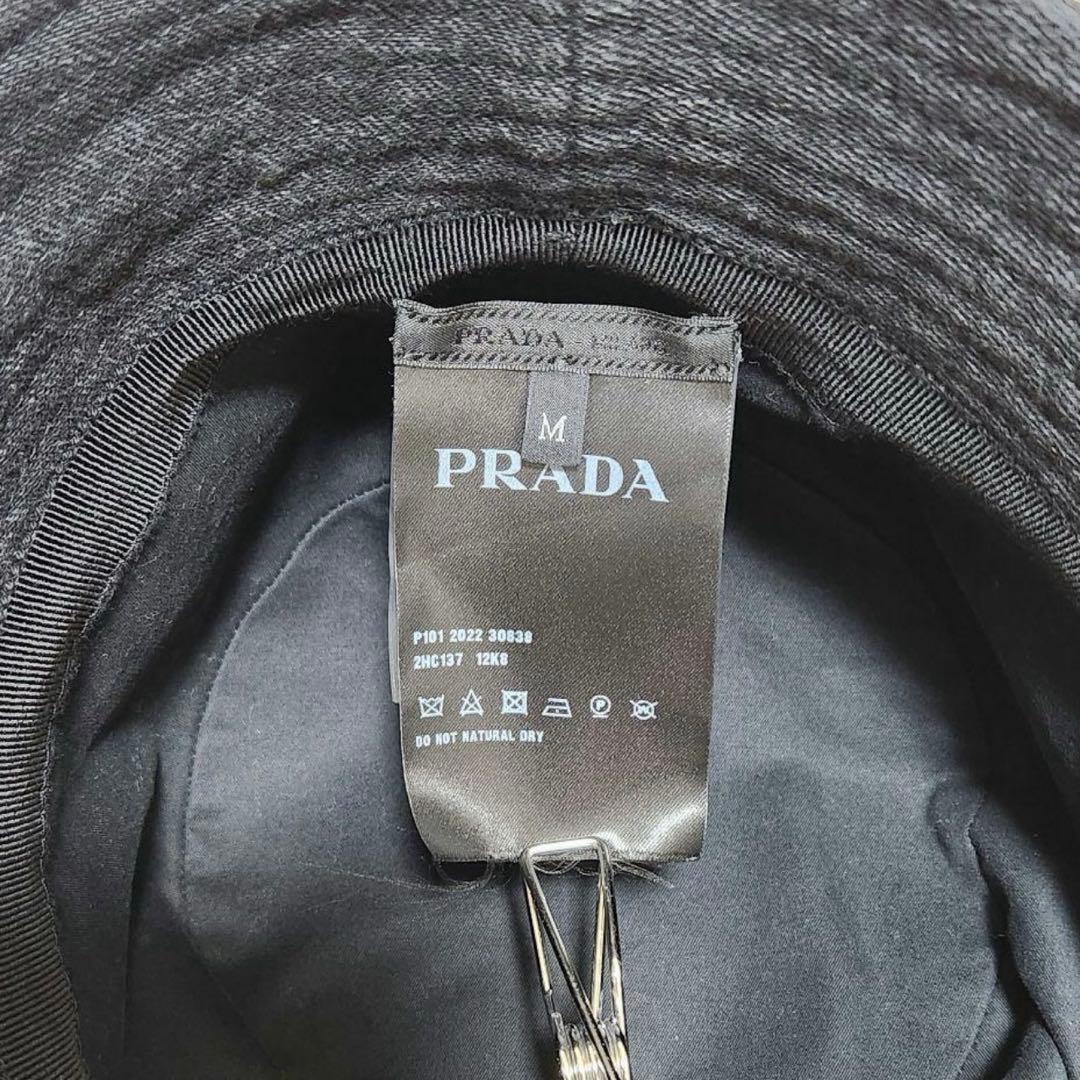 PRADA
M
PRADA
P101 2022 30838
2HC137 12K8
DO NOT NATURAL DRY